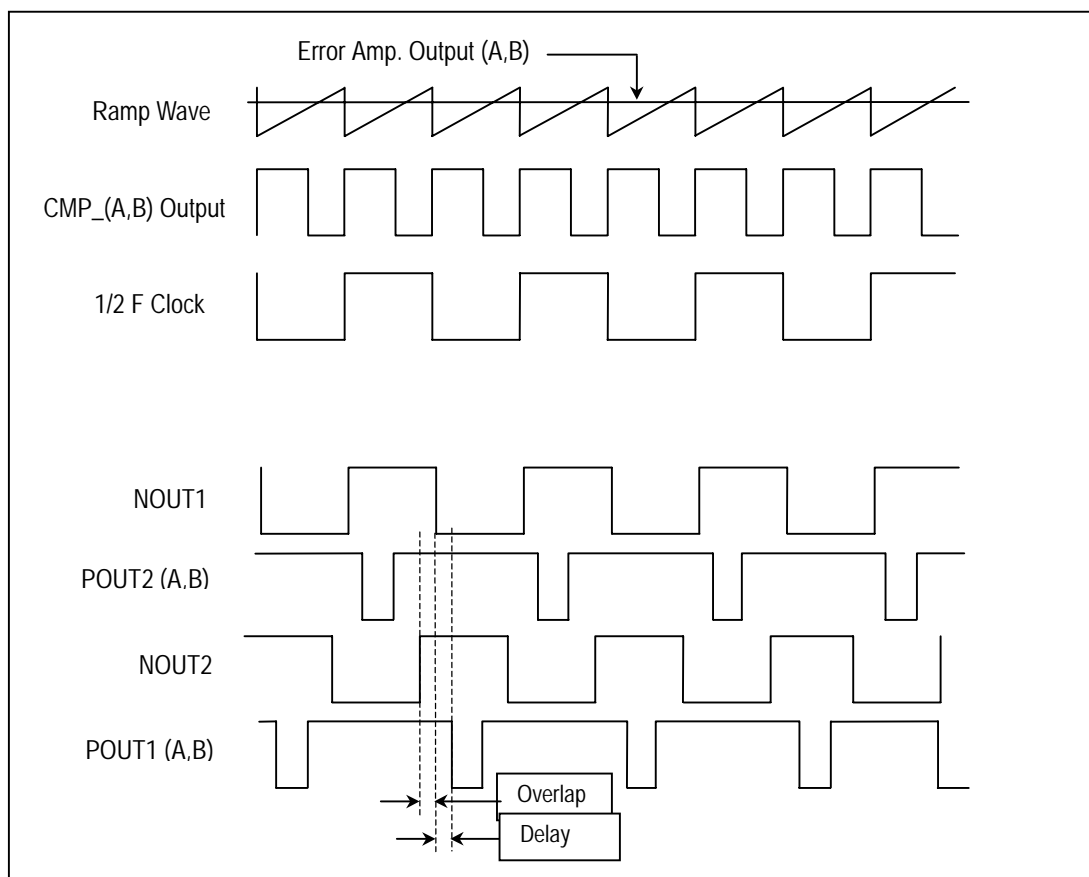 Error Amp. Output (A,B)
Ramp Wave
CMP_(A,B) Output
1/2 F Clock
NOUT1
POUT2 (A,B)
NOUT2
POUT1 (A,B)
Overlap
Delay